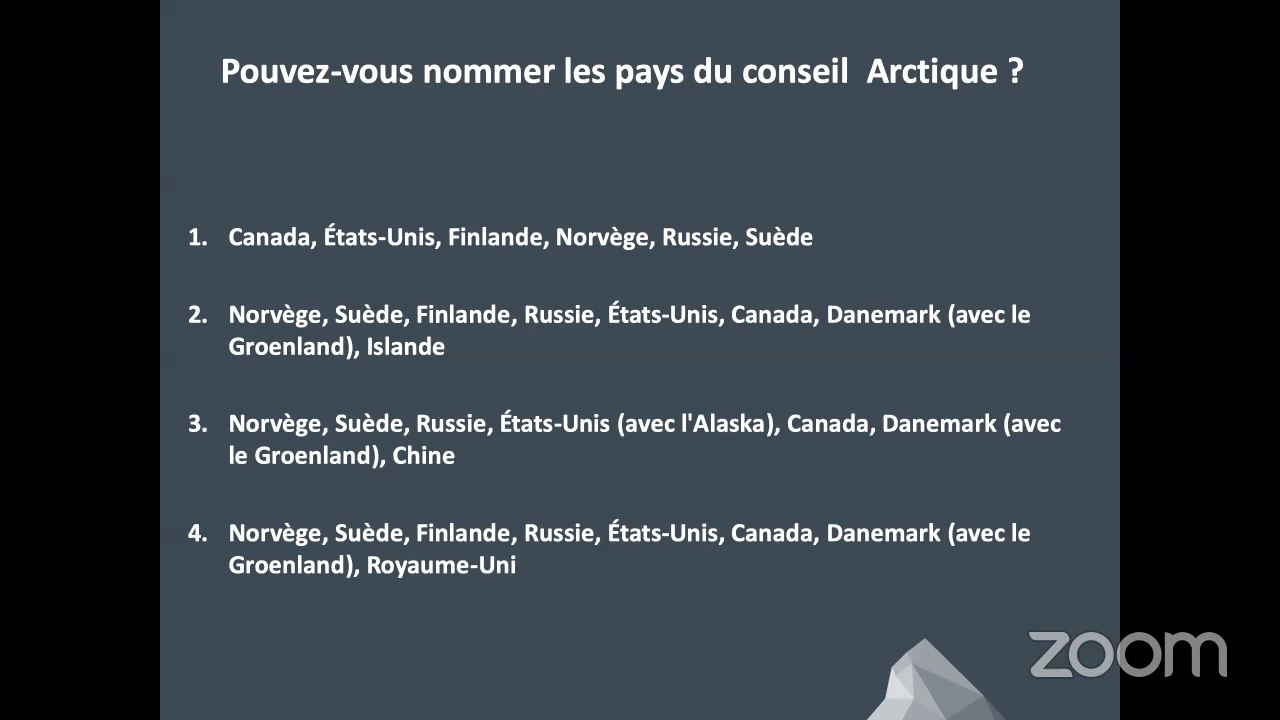 Pouvez-vous nommer les pays du conseil  Arctique ?
1. Canada, États-Unis, Finlande, Norvège, Russie, Suède
2. Norvège, Suède, Finlande, Russie, États-Unis, Canada, Danemark (avec le
Groenland), Islande
3. Norvège, Suède, Russie, États-Unis (avec l'Alaska), Canada, Danemark (avec
le Groenland), Chine
4. Norvège, Suède, Finlande, Russie, États-Unis, Canada, Danemark (avec le
Groenland), Royaume-Uni
zoom